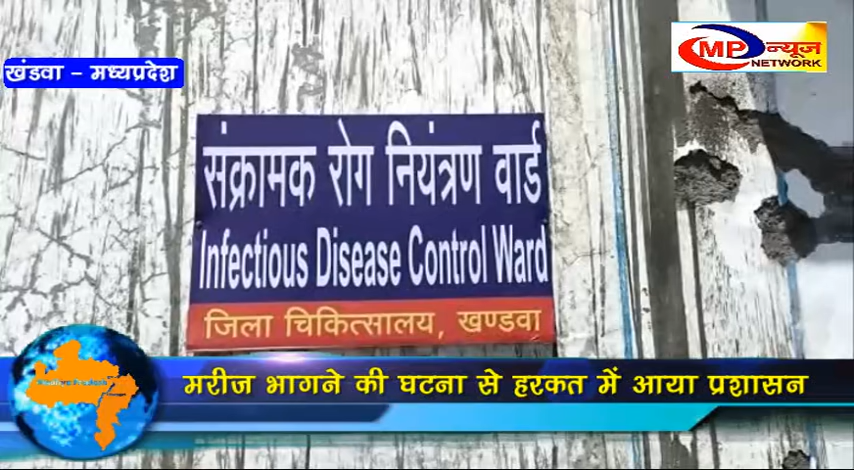 MP न्यूज
NETWORK
खंडवा - मध्यप्रदेश
संक्रामक रोग नियंत्रण वार्ड
Infectious Disease Control Ward
जिला चिकित्सालय, खण्डवा
मरीज भागने की घटना से हरकत में आया प्रशासन